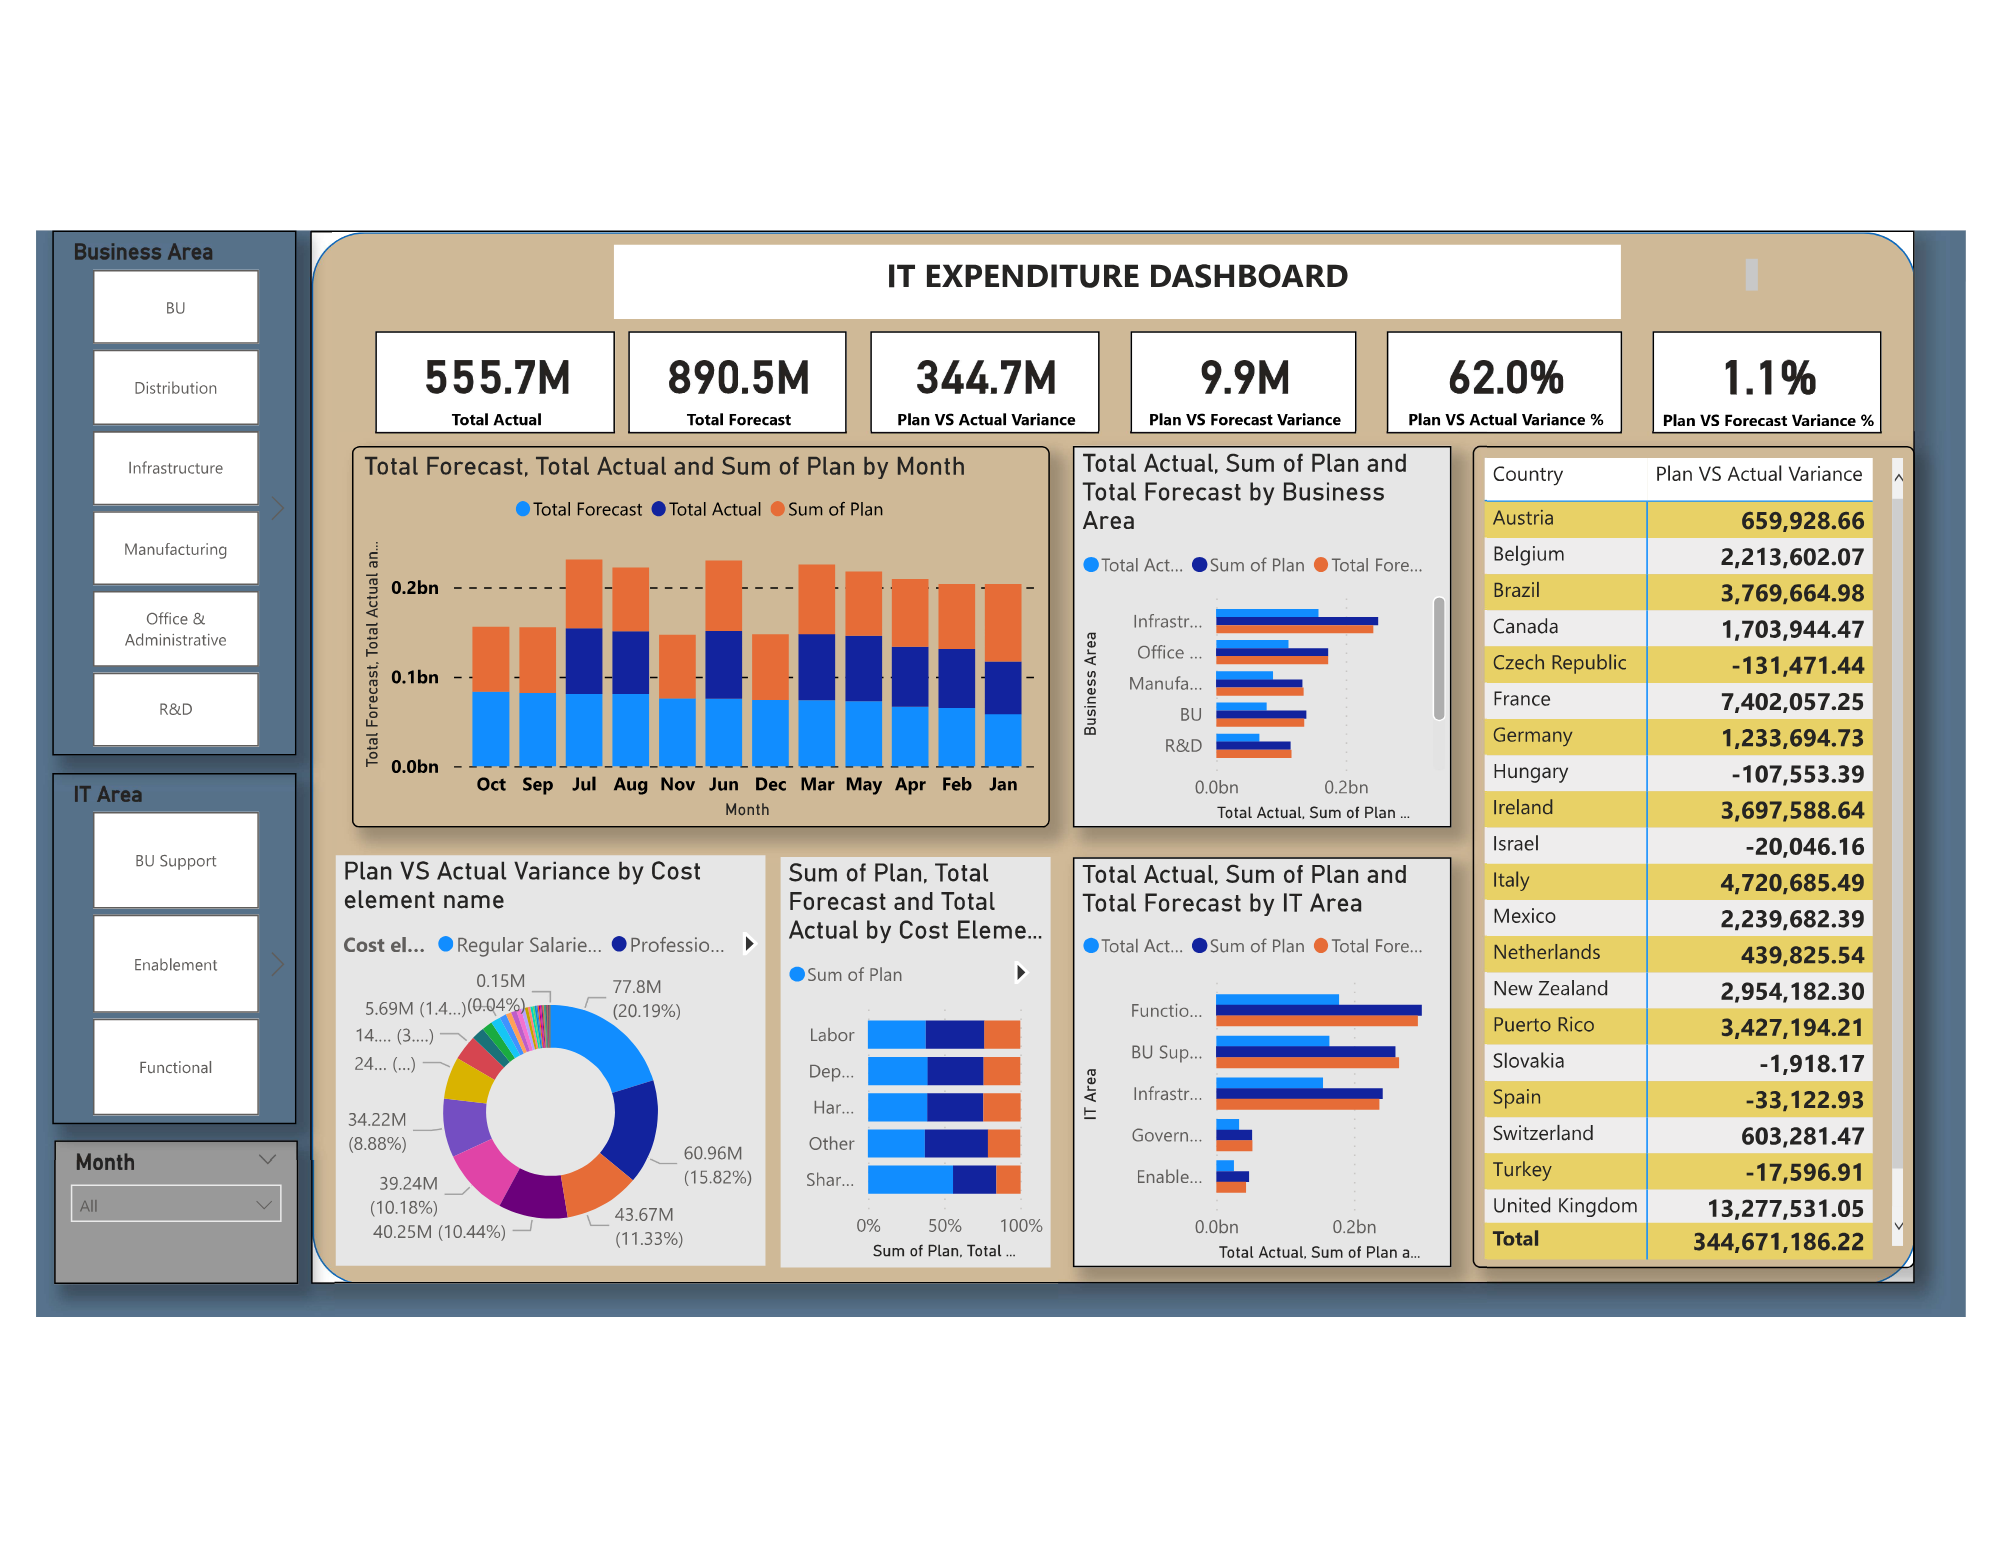 Business Area
BU
Distribution
Infrastructure
Manufacturing
Office &
Administrative
R&D
IT Area
BU Support
Enablement
Functional
Month
All
IT EXPENDITURE DASHBOARD
555.7M
Total Actual
890.5M
Total Forecast
344.7M
Plan VS Actual Variance
9.9M
Plan VS Forecast Variance
62.0%
Plan VS Actual Variance %
1.1%
Plan VS Forecast Variance %
Total Forecast, Total Actual and Sum of Plan by Month
Total Forecast Total Actual Sum of Plan
Total Forecast, Total Actual an...
0.2bn
0.1bn
0.0bn
Oct Sep Jul Aug Nov Jun Dec Mar May Apr Feb Jan
Month
Total Actual, Sum of Plan and
Total Forecast by Business
Area
Total Act... Sum of Plan Total Fore...
Business Area
Infrastr...
Office ...
Manufa...
BU
R&D
0.0bn 0.2bn
Total Actual, Sum of Plan ...
Plan VS Actual Variance by Cost
element name
Cost el... Regular Salarie... Professio...
0.15M
(0.04%)
77.8M
(20.19%)
5.69M (1.4...)
14.... (3....)
24... (...)
34.22M
(8.88%)
39.24M
(10.18%)
40.25M (10.44%)
43.67M
(11.33%)
60.96M
(15.82%)
Sum of Plan, Total
Forecast and Total
Actual by Cost Eleme...
Sum of Plan
Labor
Dep...
Har...
Other
Shar...
0% 50% 100%
Sum of Plan, Total ...
Total Actual, Sum of Plan and
Total Forecast by IT Area
Total Act... Sum of Plan Total Fore...
IT Area
Functio...
BU Sup...
Infrastr...
Govern...
Enable...
0.0bn 0.2bn
Total Actual, Sum of Plan a...
Country Plan VS Actual Variance
Austria 659,928.66
Belgium 2,213,602.07
Brazil 3,769,664.98
Canada 1,703,944.47
Czech Republic -131,471.44
France 7,402,057.25
Germany 1,233,694.73
Hungary -107,553.39
Ireland 3,697,588.64
Israel -20,046.16
Italy 4,720,685.49
Mexico 2,239,682.39
Netherlands 439,825.54
New Zealand 2,954,182.30
Puerto Rico 3,427,194.21
Slovakia -1,918.17
Spain -33,122.93
Switzerland 603,281.47
Turkey -17,596.91
United Kingdom 13,277,531.05
Total 344,671,186.22